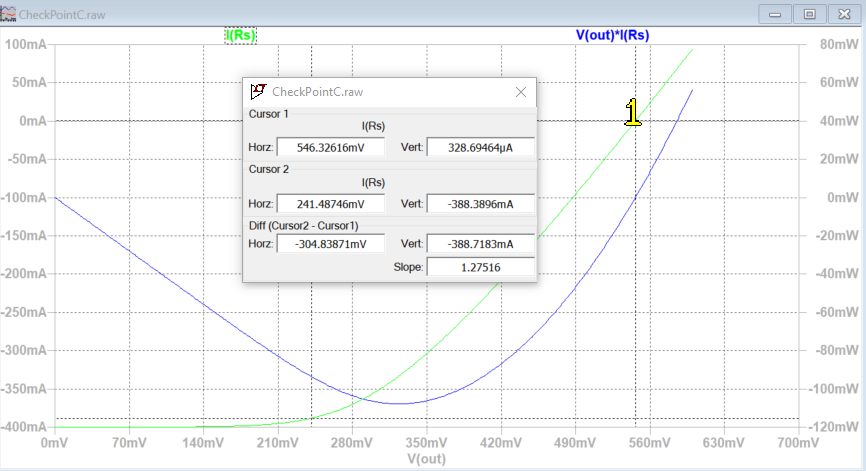 CheckPointC.raw
I(Rs) V(out)*I(Rs)
100mA 80mW
50mA 60mW
0mA 40mW
-50mA 20mW
-100mA 0mW
-150mA -20mW
-200mA -40mW
-250mA -60mW
-300mA -80mW
-350mA -100mW
-400mA -120mW
0mV 70mV 140mV 210mV 280mV 350mV 420mV 490mV 560mV 630mV 700mV
V(out)
1
CheckPointC.raw
Cursor 1
I(Rs)
Horz: 546.32616mV Vert: 328.69464µA
Cursor 2
I(Rs)
Horz: 241.48746mV Vert: -388.3896mA
Diff (Cursor2 - Cursor1)
Horz: -304.83871mV Vert: -388.7183mA
Slope: 1.27516